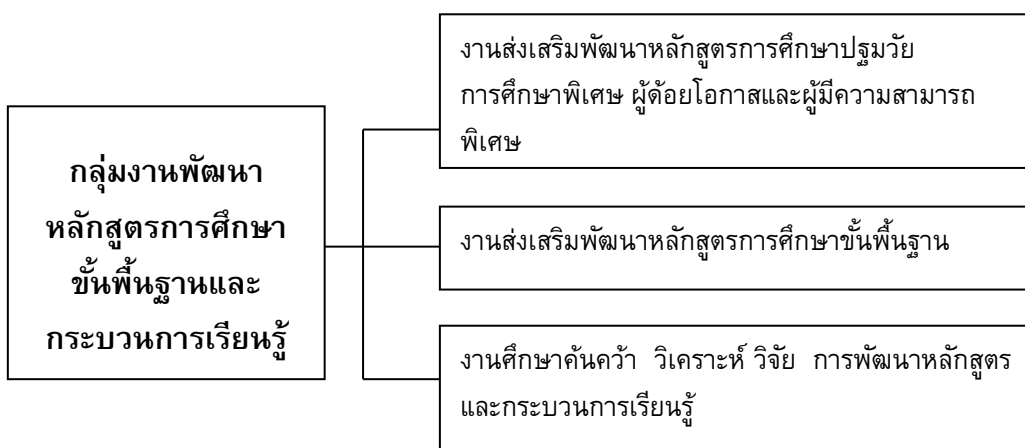 งานส่งเสริมพัฒนาหลักสูตรการศึกษาปฐมวัย
การศึกษาพิเศษ ผู้ด้อยโอกาสและผู้มีความสามารถ
พิเศษ
กลุ่มงานพัฒนา
หลักสูตรการศึกษา
ขั้นพื้นฐานและ
กระบวนการเรียนรู้
งานส่งเสริมพัฒนาหลักสูตรการศึกษาขั้นพื้นฐาน
งานศึกษาค้นคว้า วิเคราะห์ วิจัย การพัฒนาหลักสูตร
และกระบวนการเรียนรู้